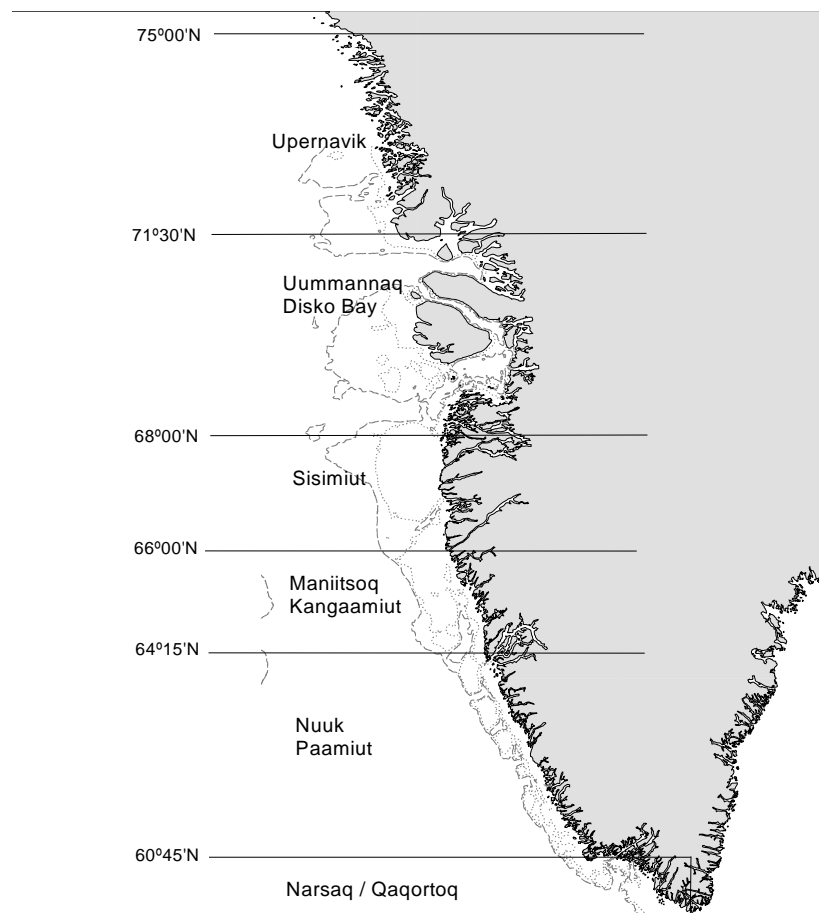 75º00'N
Upernavik
71º30'N
Uummannaq
Disko Bay
68º00'N
Sisimiut
66º00'N
Maniitsoq
Kangaamiut
64º15'N
Nuuk
Paamiut
60º45'N
Narsaq / Qaqortoq